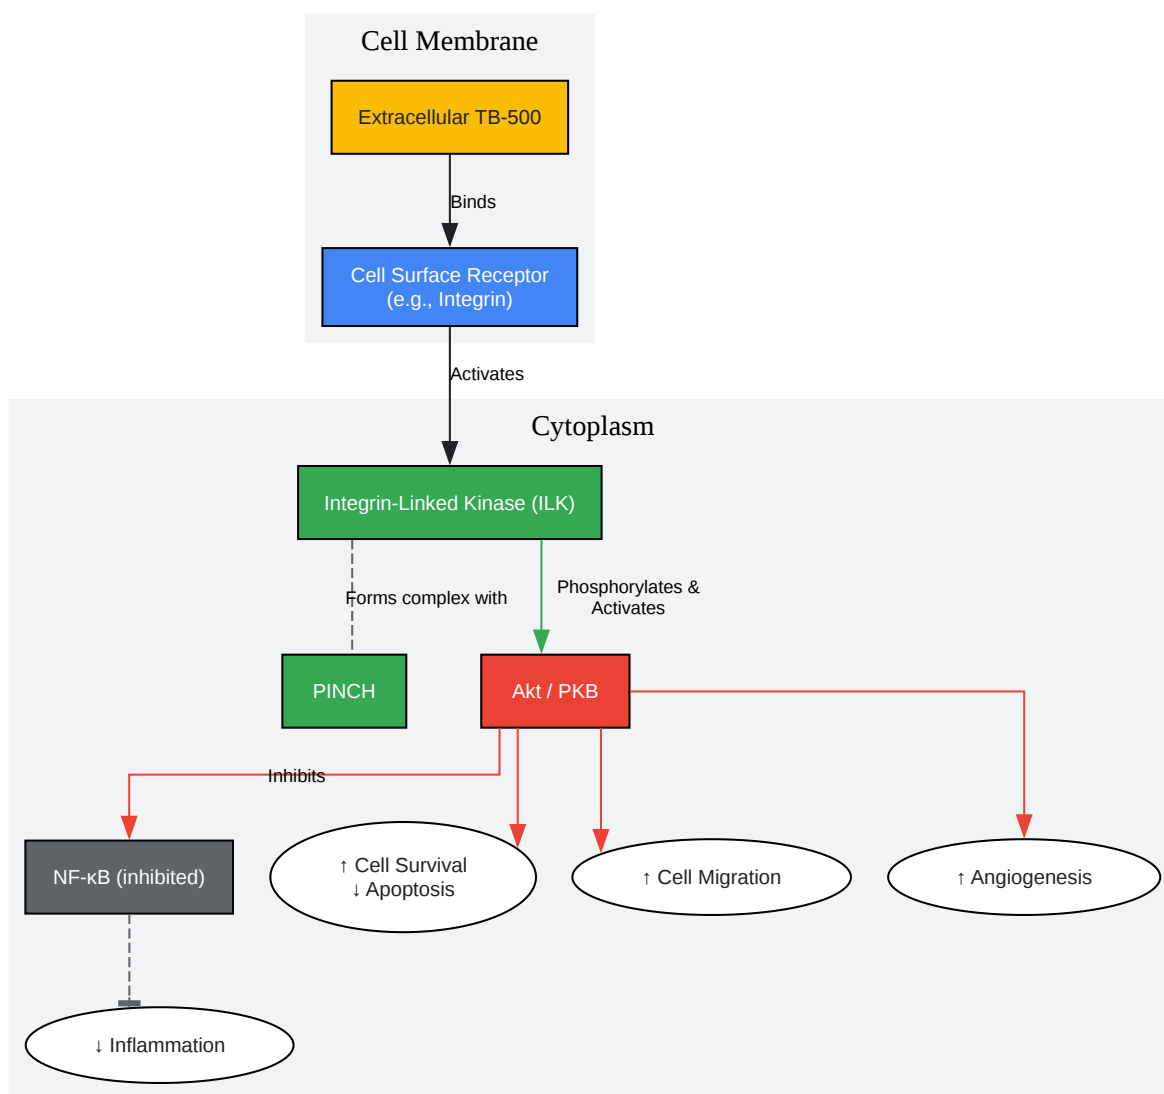 Cell Membrane
Extracellular TB-500
Binds
Cell Surface Receptor
(e.g., Integrin)
Activates
Cytoplasm
Integrin-Linked Kinase (ILK)
Forms complex with
Phosphorylates &
Activates
PINCH
Akt / PKB
Inhibits
NF-κB (inhibited)
↑ Cell Survival
↓ Apoptosis
↑ Cell Migration
↑ Angiogenesis
↓ Inflammation